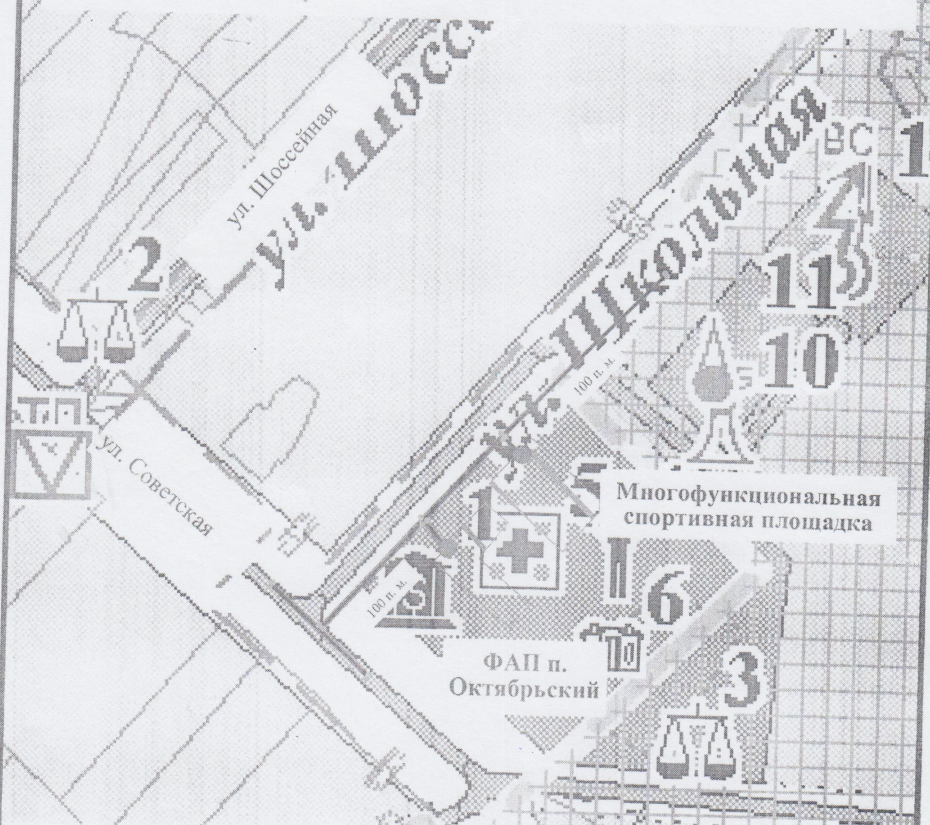 ул. Шоссейная
ул. Шоссе
ул. Школьная
ВС
1
2
11
10
100 п. м.
ТП
ул. Советская
5
Многофункциональная
спортивная площадка
1
100 п. м.
6
ФАП п.
Октябрьский
3